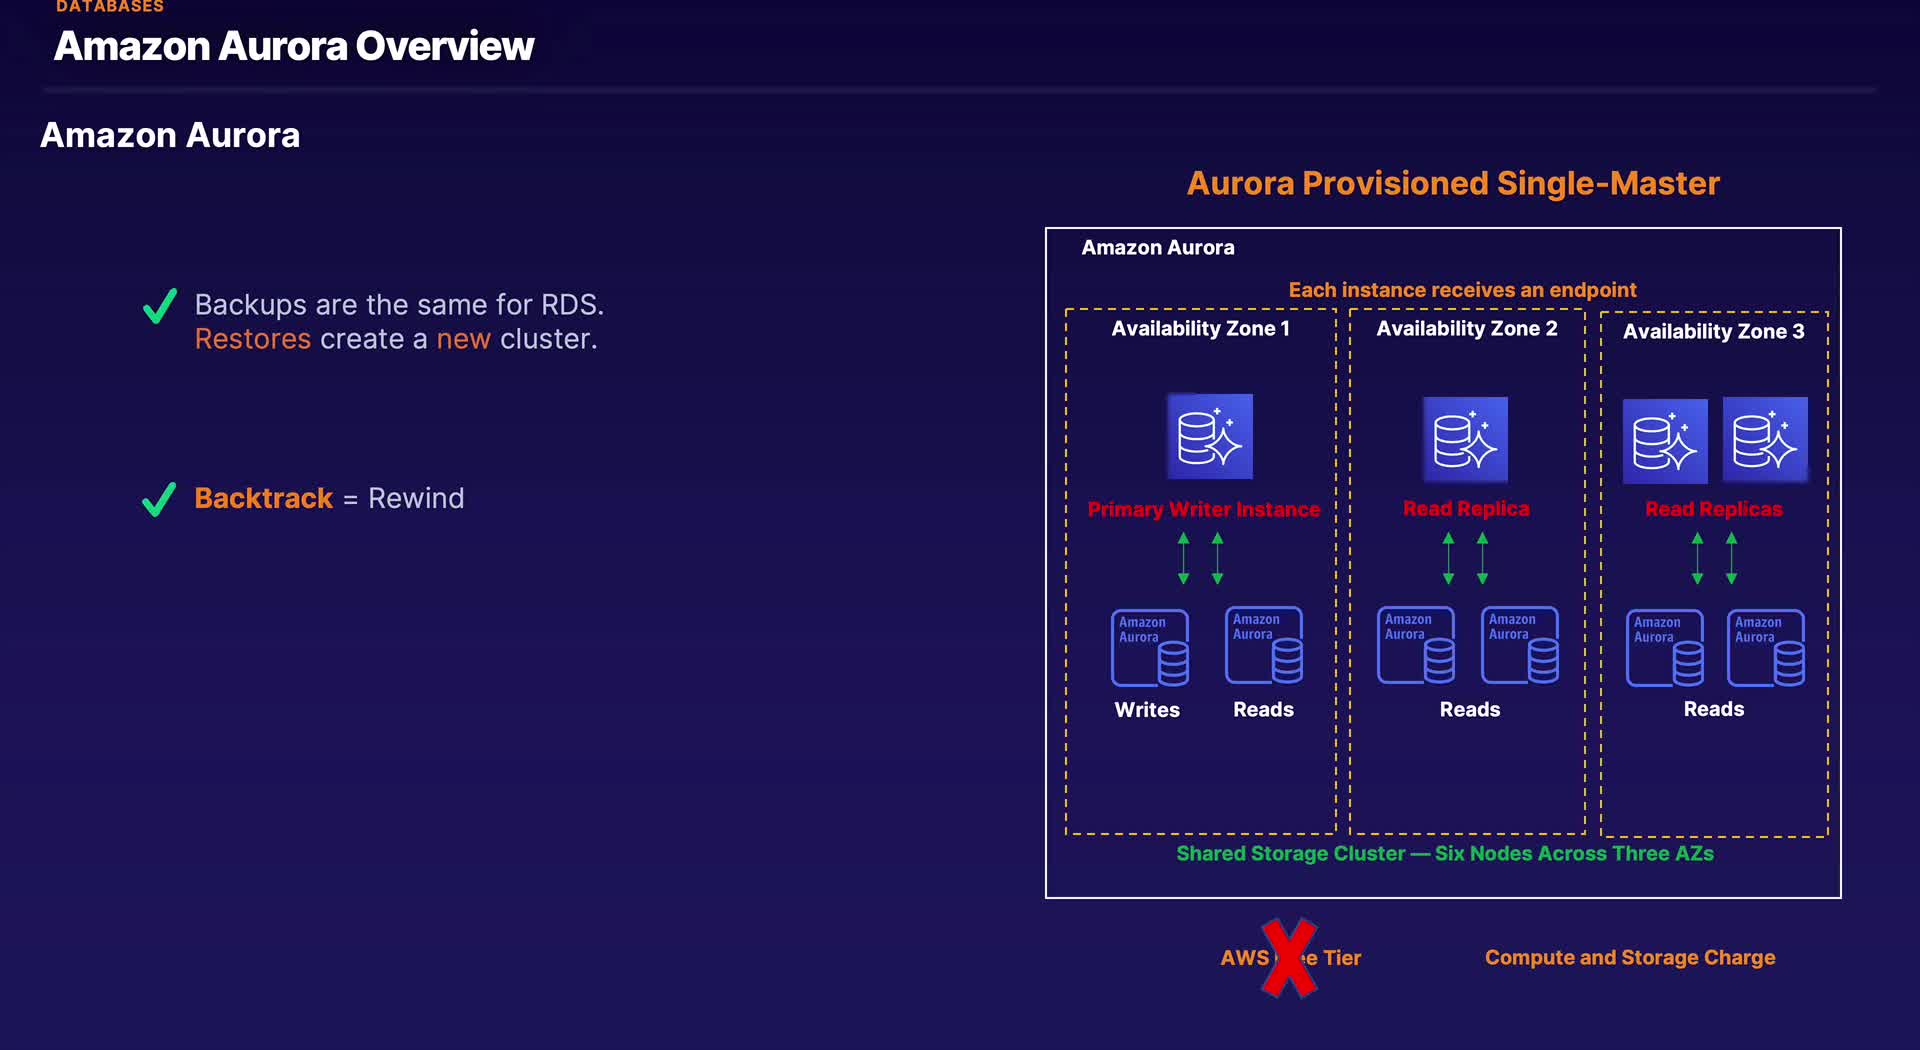 DATABASES
Amazon Aurora Overview
Amazon Aurora
Backups are the same for RDS.
Restores create a new cluster.
Backtrack = Rewind
Aurora Provisioned Single-Master
Amazon Aurora
Each instance receives an endpoint
Availability Zone 1
Availability Zone 2
Availability Zone 3
Primary Writer Instance
Read Replica
Read Replicas
Amazon
Aurora
Amazon
Aurora
Amazon
Aurora
Amazon
Aurora
Amazon
Aurora
Amazon
Aurora
Writes
Reads
Reads
Reads
Shared Storage Cluster — Six Nodes Across Three AZs
AWS Tier
Compute and Storage Charge